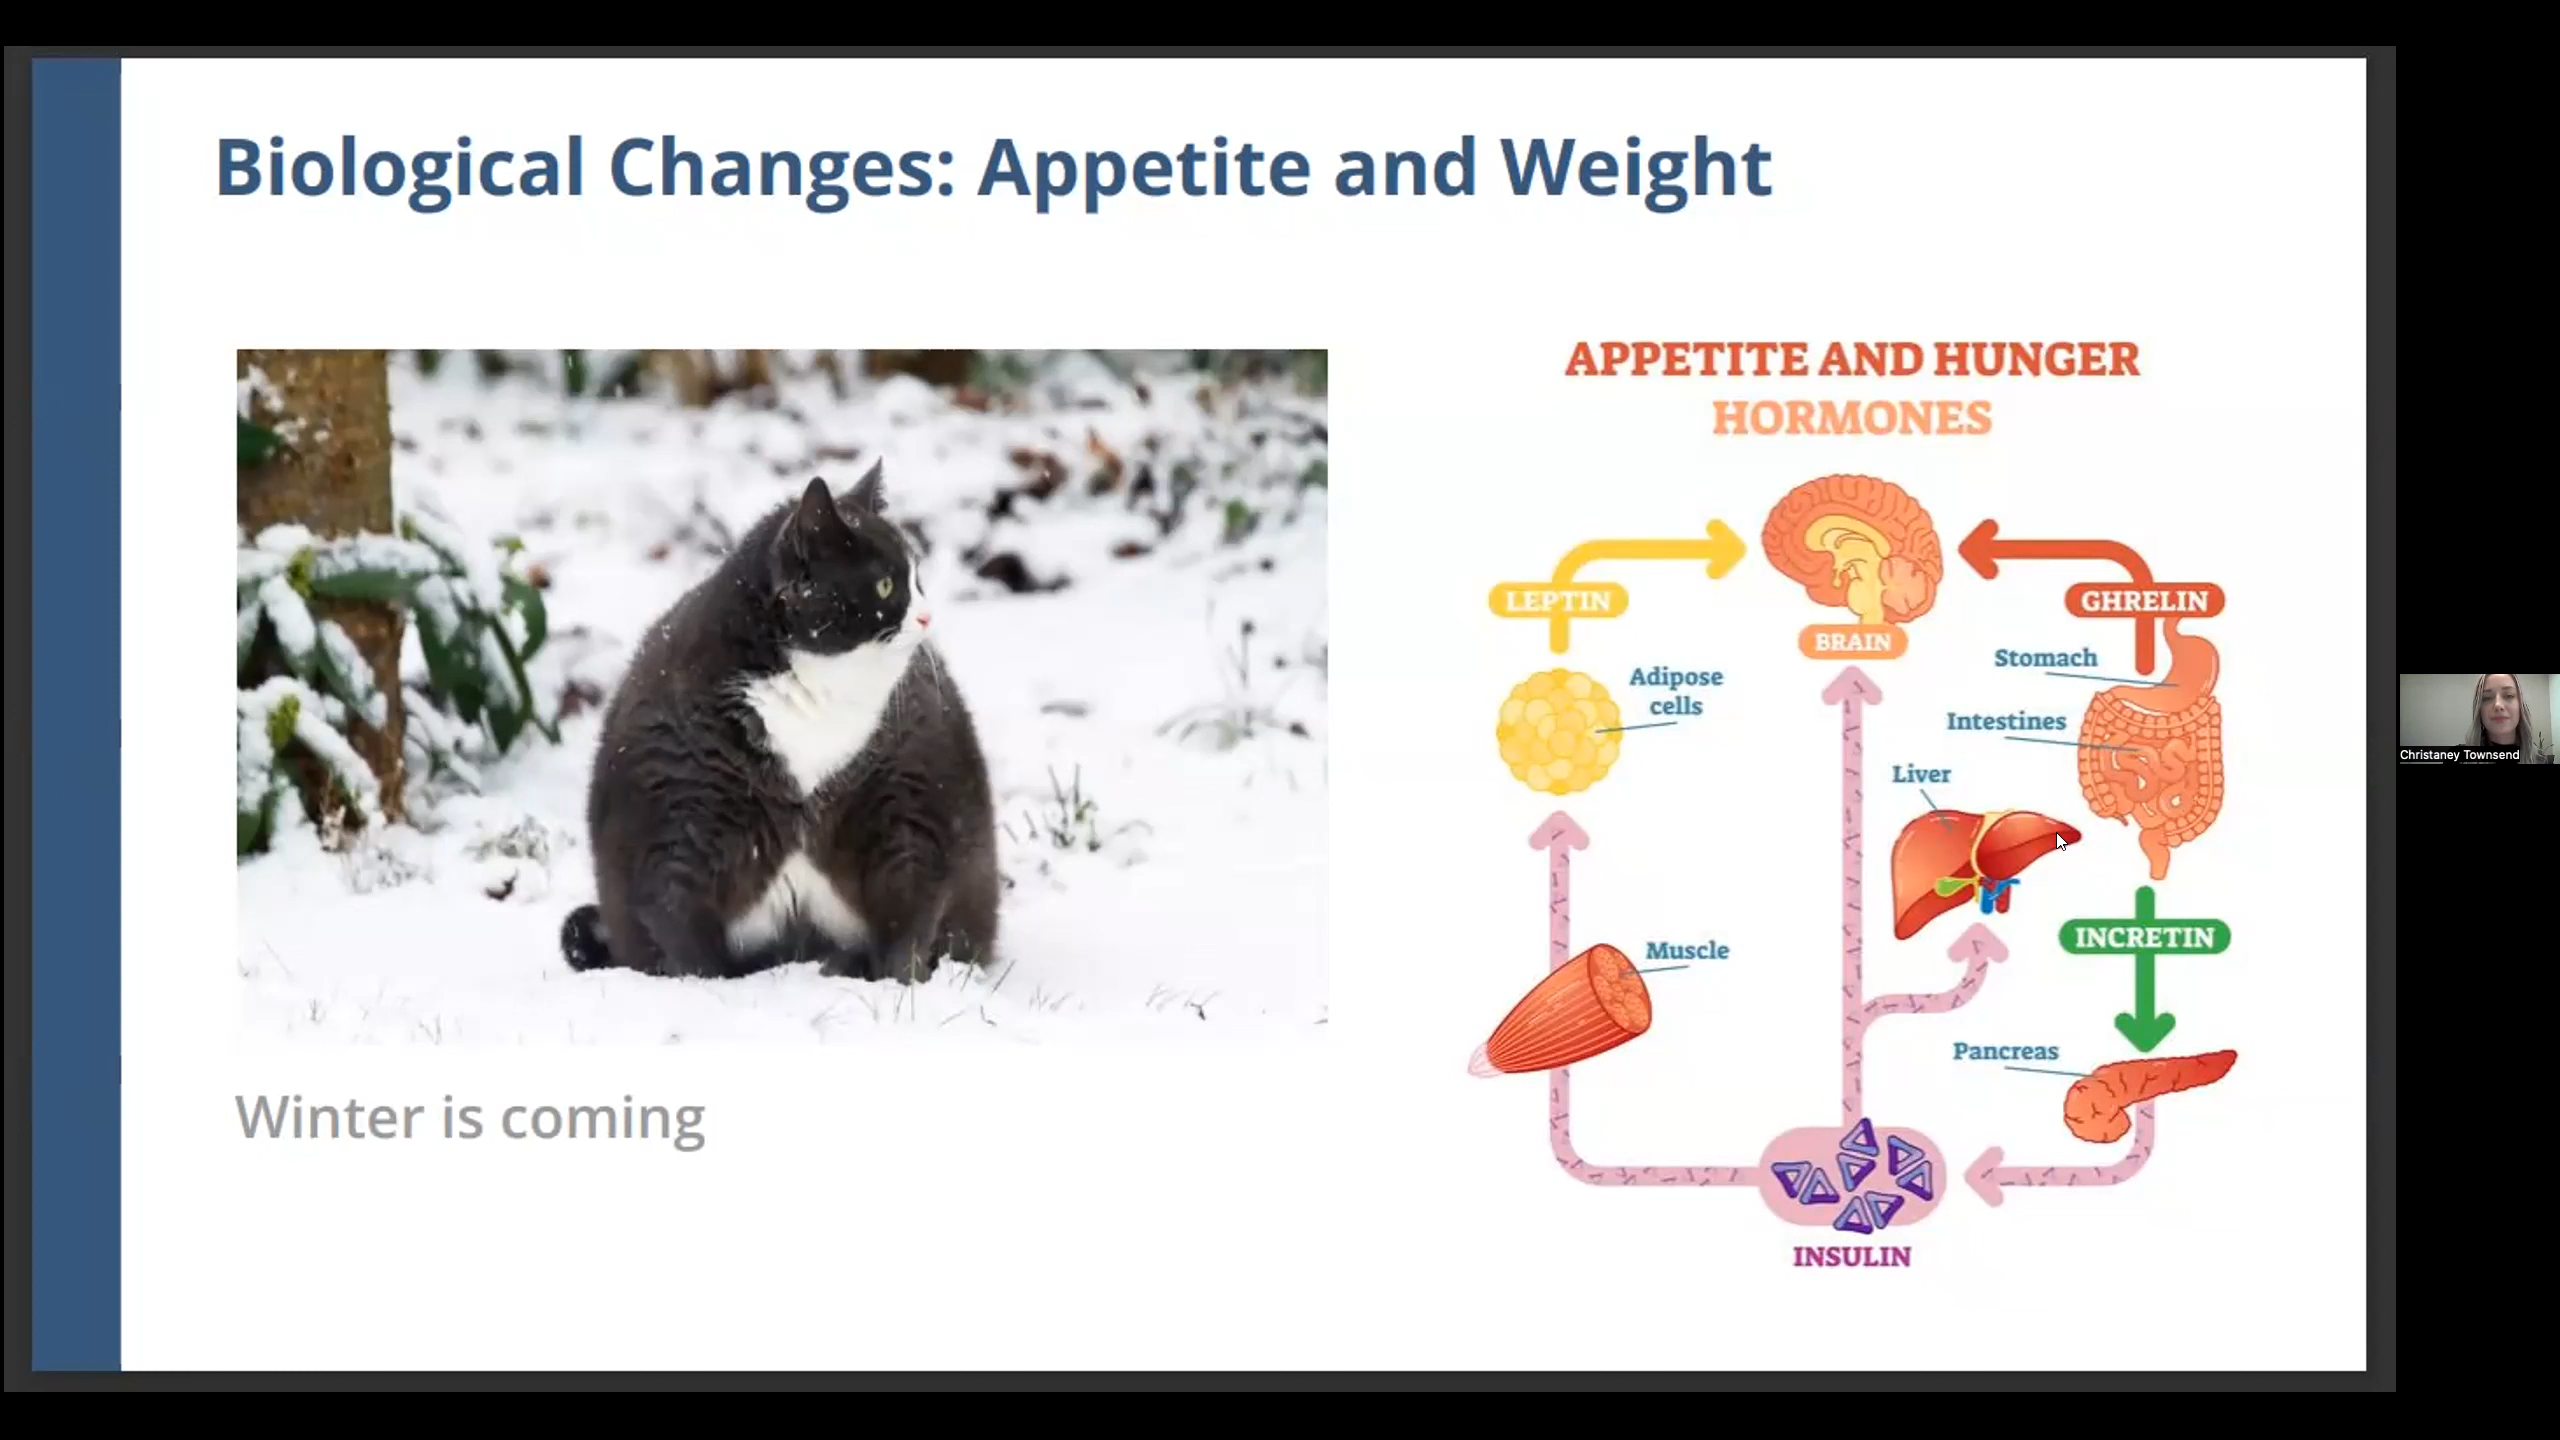 Biological Changes: Appetite and Weight
APPETITE AND HUNGER
HORMONES
LEPTIN
BRAIN
GHRELIN
Stomach
Adipose
cells
Intestines
Liver
INCRETIN
Muscle
Pancreas
INSULIN
Winter is coming
Christaney Townsend